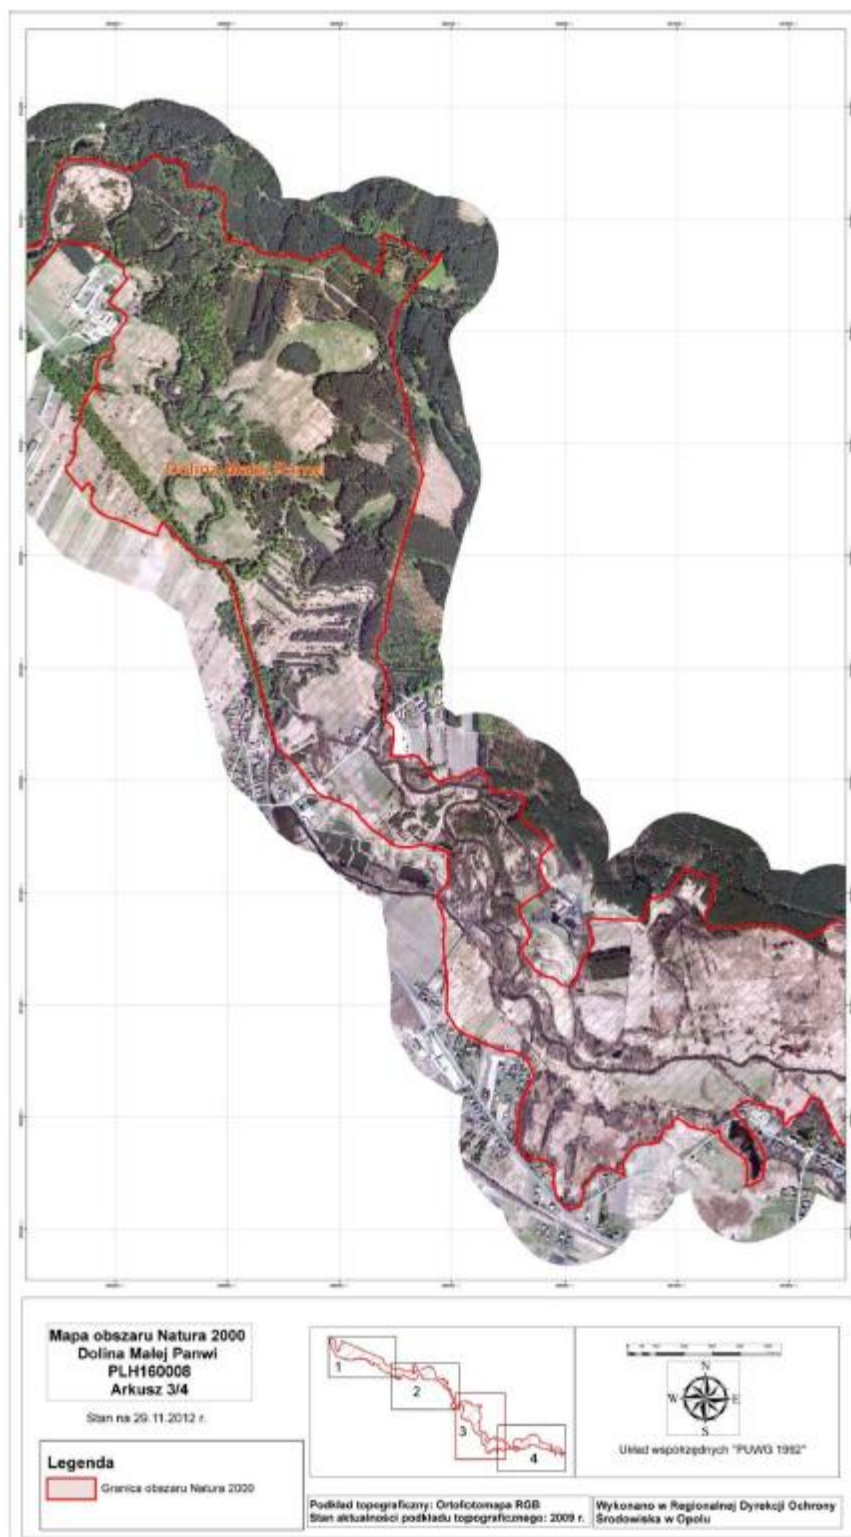 Dolina Małej Panwi
Mapa obszaru Natura 2000
Dolina Małej Panwi
PLH160008
Arkusz 3/4
Stan na 29.11.2012 r.
Legenda
Granica obszaru Natura 2000
1
2
3
4
N
W
E
S
Układ współrzędnych "PUWG 1992"
Podkład topograficzny: Ortofotomapa RGB
Stan aktualności podkładu topograficznego: 2009 r.
Wykonano w Regionalnej Dyrekcji Ochrony
Środowiska w Opolu